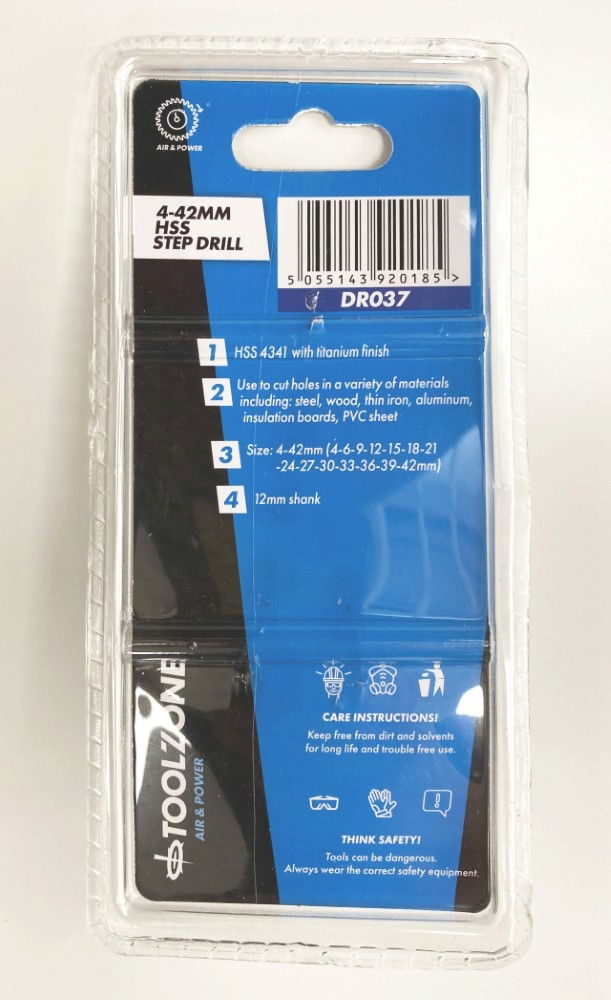 AIR & POWER
4-42MM
HSS
STEP DRILL
5 055143 920185 >
DR037
1 HSS 4341 with titanium finish
2 Use to cut holes in a variety of materials
including: steel, wood, thin iron, aluminum,
insulation boards, PVC sheet
3 Size: 4-42mm (4-6-9-12-15-18-21
-24-27-30-33-36-39-42mm)
4 12mm shank
TOOLZONE
AIR & POWER
CARE INSTRUCTIONS!
Keep free from dirt and solvents
for long life and trouble free use.
THINK SAFETY!
Tools can be dangerous.
Always wear the correct safety equipment.